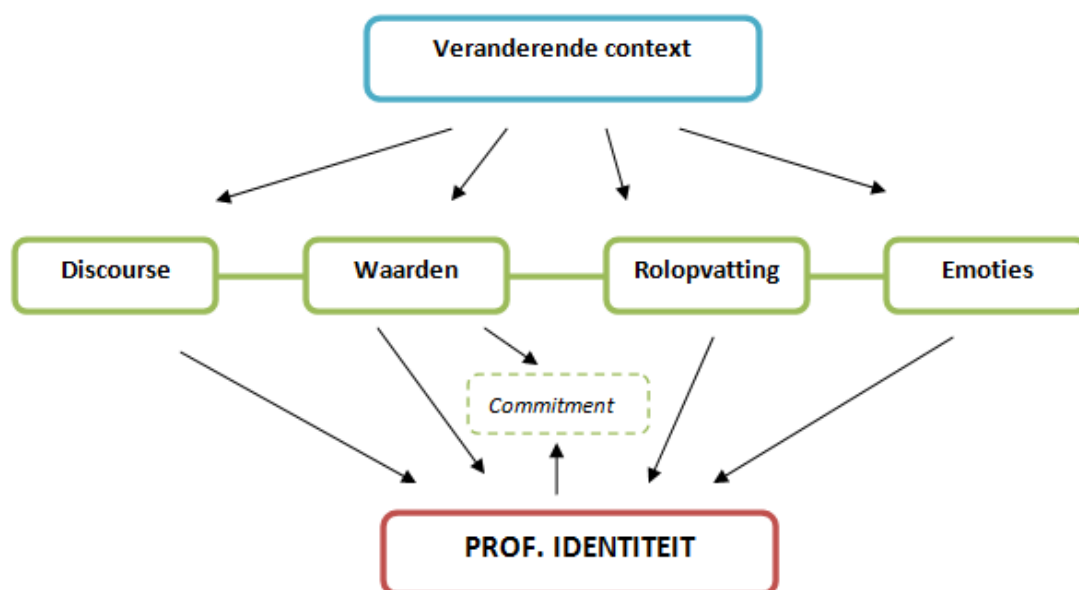 Veranderende context
Discourse
Waarden
Rolopvatting
Emoties
Commitment
PROF. IDENTITEIT